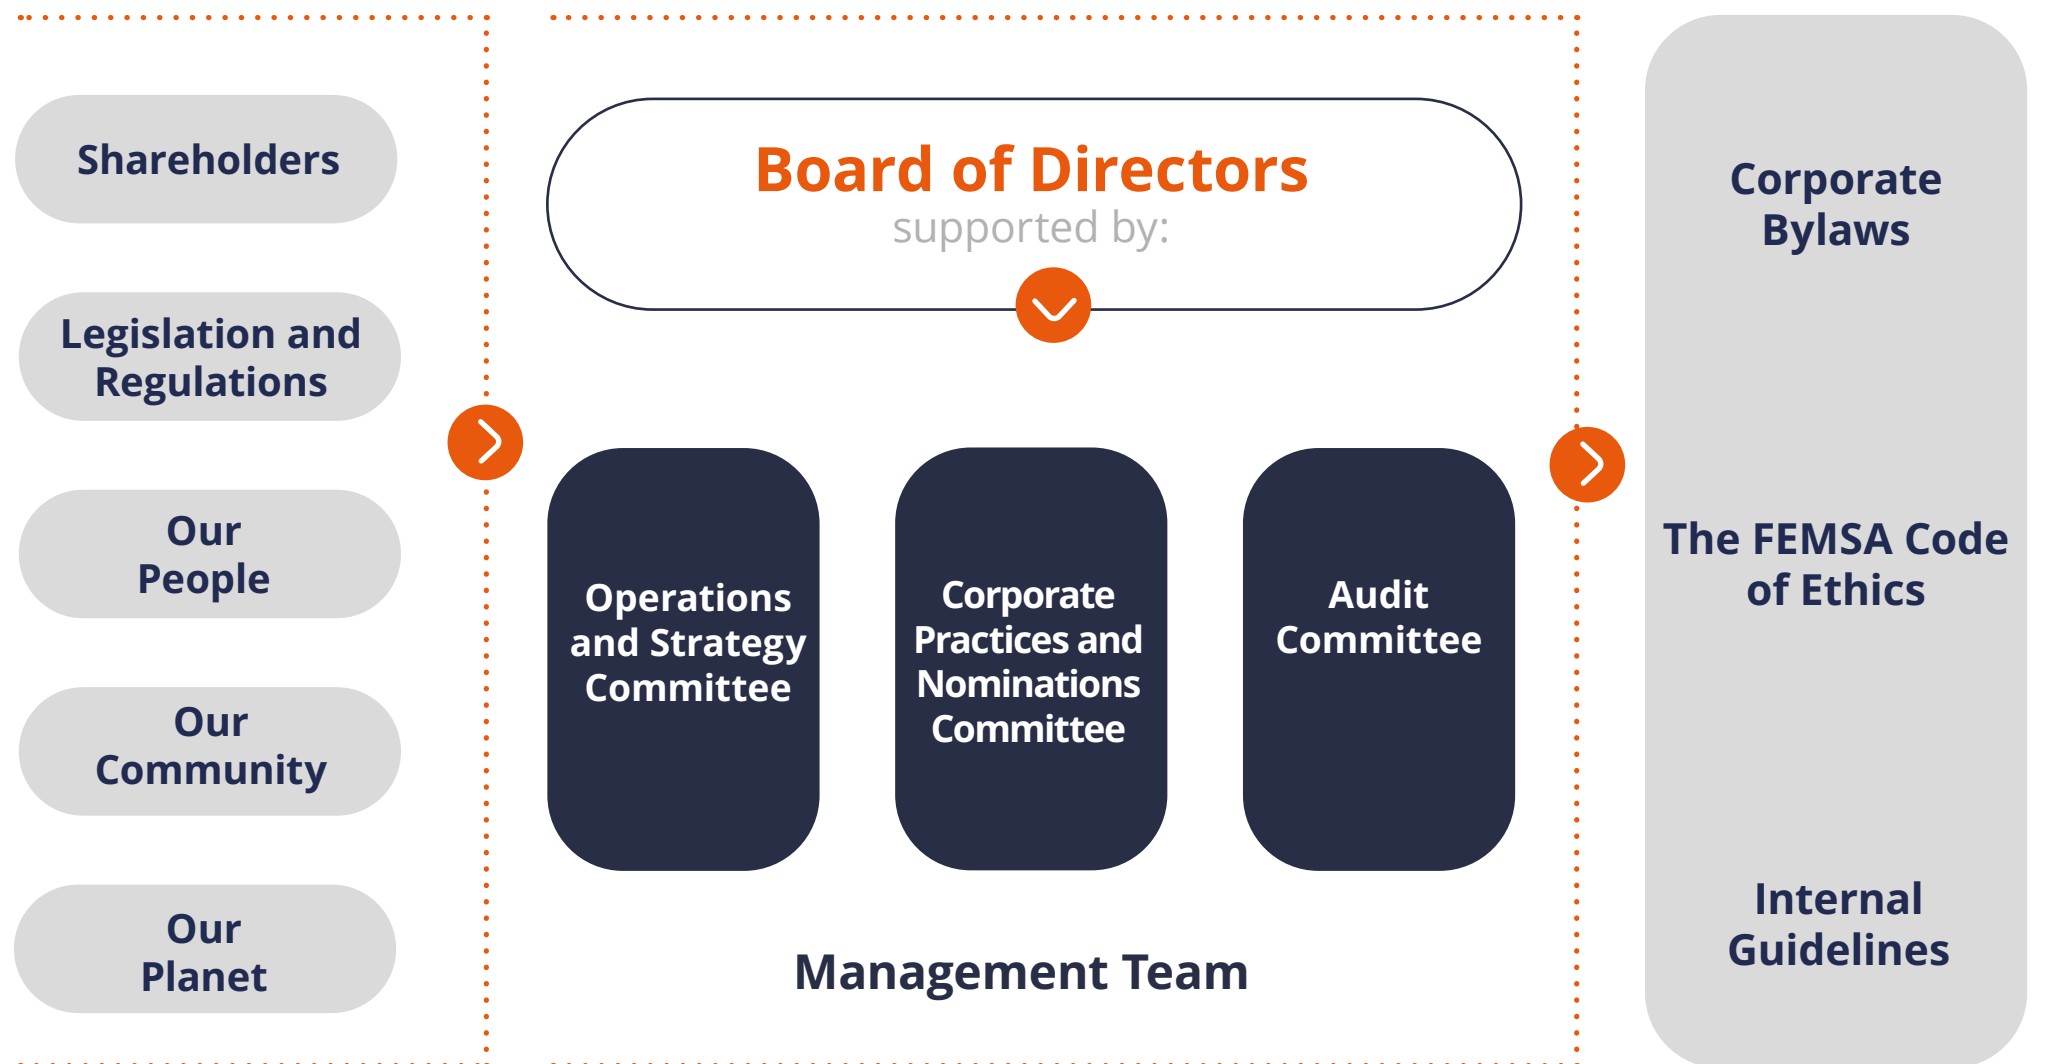 Shareholders
Legislation and
Regulations
Our
People
Our
Community
Our
Planet
Board of Directors
supported by:
Operations
and Strategy
Committee
Corporate
Practices and
Nominations
Committee
Audit
Committee
Management Team
Corporate
Bylaws
The FEMSA Code
of Ethics
Internal
Guidelines